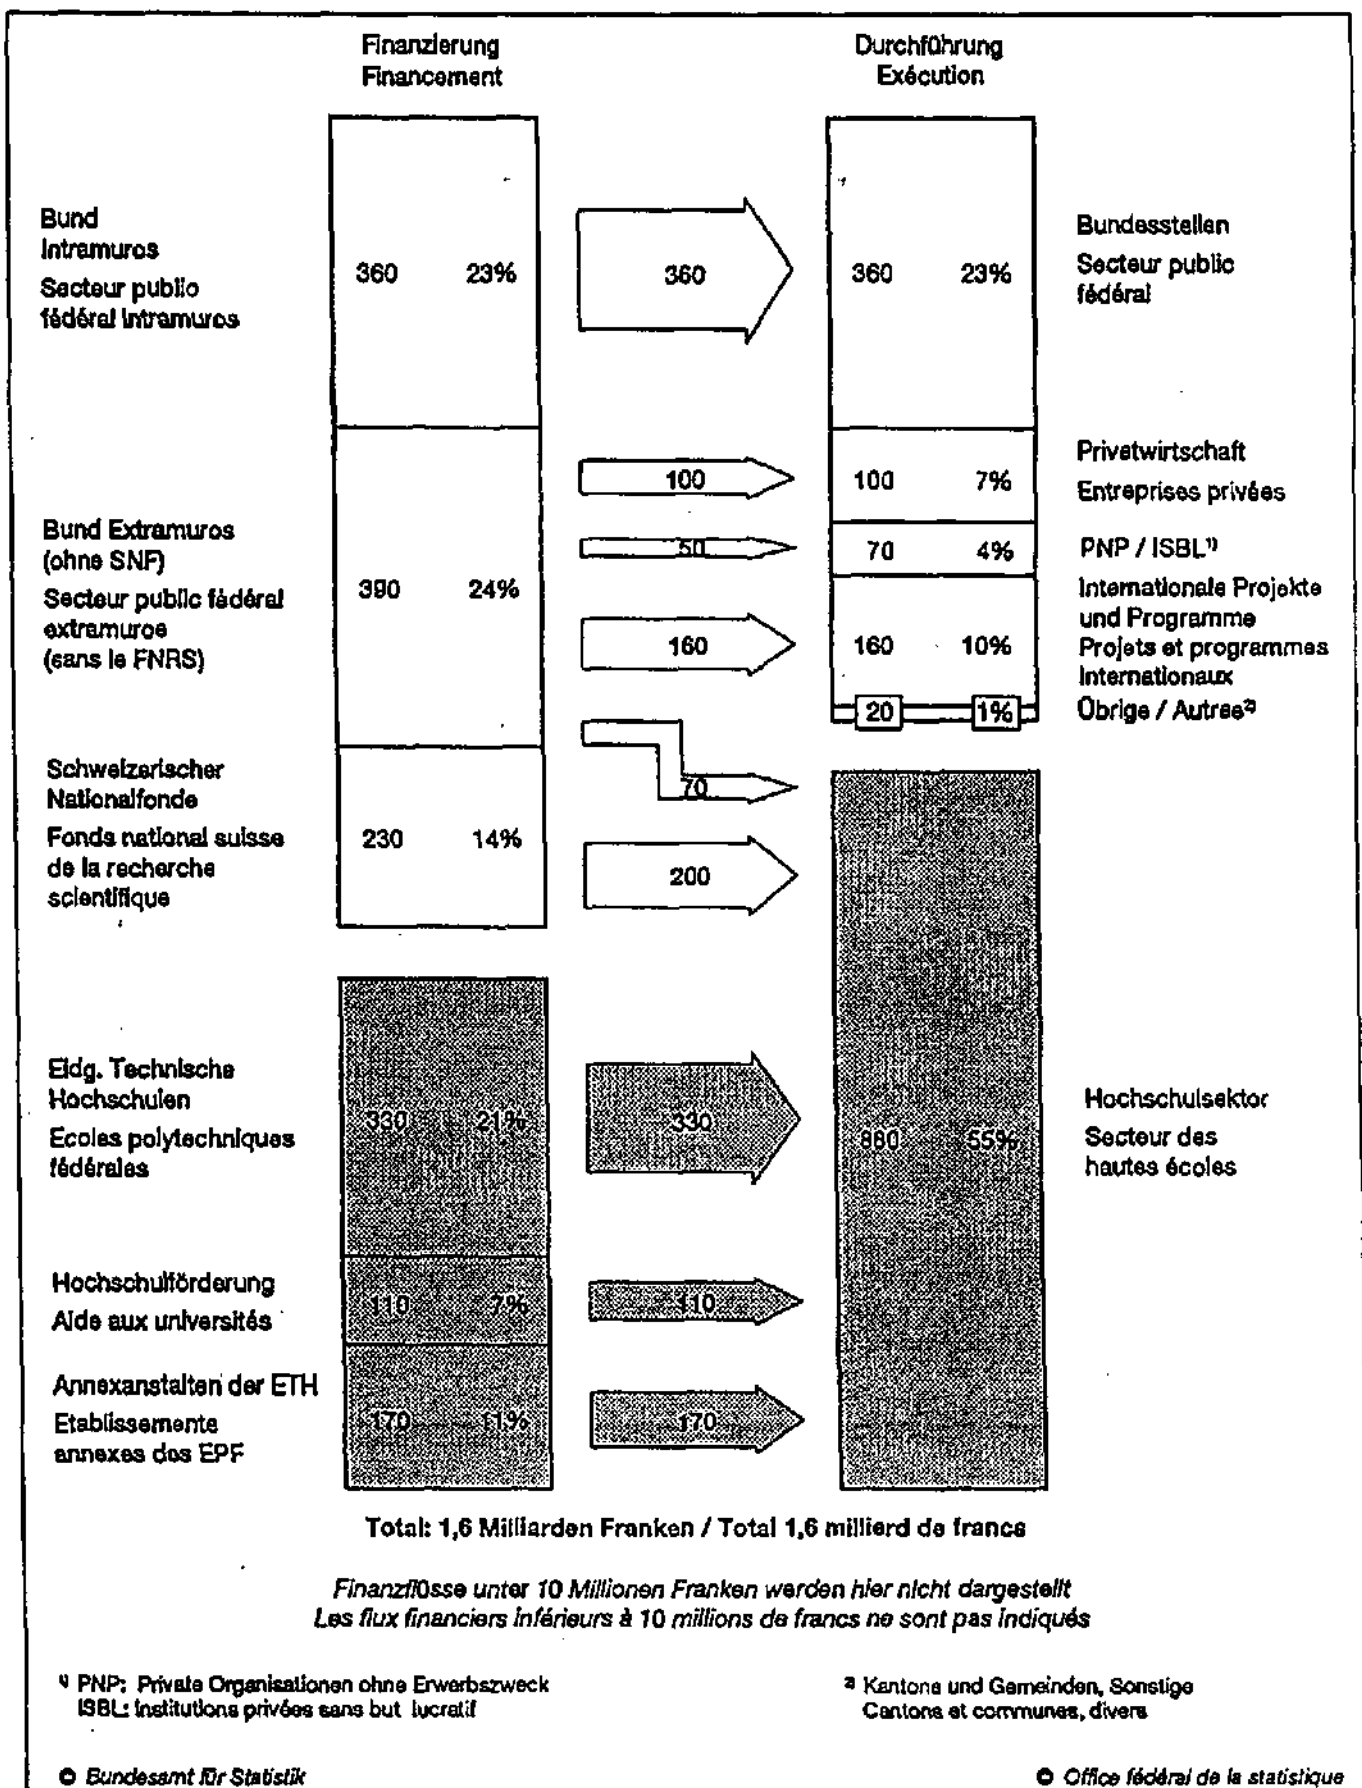 Finanzierung
Financement
Durchführung
Exécution
Bund
Intramuros
Secteur public
fédéral Intramuros
360 23%
360
360 23%
Bundesstellen
Secteur public
fédéral
Bund Extramuros
(ohne SNF)
Secteur public fédéral
extramuros
(sans le FNRS)
390 24%
100
50
160
100 7%
Privatwirtschaft
Entreprises privées
70 4%
PNP / ISBL¹⁾
160 10%
Internationale Projekte
und Programme
Projets et programmes
Internationaux
20 1%
Übrige / Autres²⁾
Schweizerischer
Nationalfonds
Fonds national suisse
de la recherche
scientifique
230 14%
70
200
Eidg. Technische
Hochschulen
Ecoles polytechniques
fédérales
330 21%
330
880 55%
Hochschulsektor
Secteur des
hautes écoles
Hochschulförderung
Aide aux universités
110 7%
110
Annexanstalten der ETH
Etablissements
annexes des EPF
170 11%
170
Total: 1,6 Milliarden Franken / Total 1,6 milliard de francs
Finanzflüsse unter 10 Millionen Franken werden hier nicht dargestellt
Les flux financiers inférieurs à 10 millions de francs ne sont pas indiqués
¹⁾ PNP: Private Organisationen ohne Erwerbszweck
ISBL: Institutions privées sans but lucratif
²⁾ Kantone und Gemeinden, Sonstige
Cantons et communes, divers
© Bundesamt für Statistik
© Office fédéral de la statistique